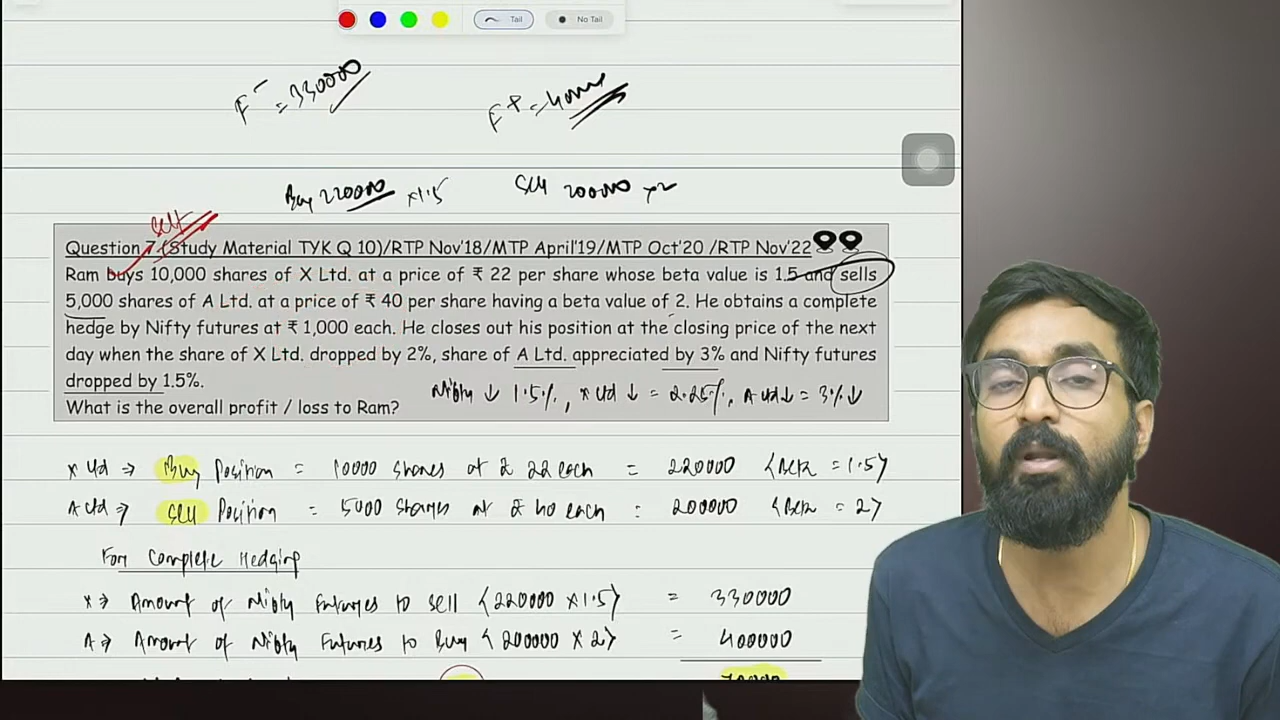 Tail
No Tail
F⁻ = 330000
F⁺ =
Buy 220000 ×1.5
Sell 200000 ×2
Sell
Question 7.(Study Material TYK Q 10)/RTP Nov'18/MTP April'19/MTP Oct'20 /RTP Nov'22
Ram buys 10,000 shares of X Ltd. at a price of ₹ 22 per share whose beta value is 1.5 and sells
5,000 shares of A Ltd. at a price of ₹ 40 per share having a beta value of 2. He obtains a complete
hedge by Nifty futures at ₹ 1,000 each. He closes out his position at the closing price of the next
day when the share of X Ltd. dropped by 2%, share of A Ltd. appreciated by 3% and Nifty futures
dropped by 1.5%.
Nifty ↓ 1.5%, X Ltd ↓ = 2.25%, A Ltd ↓ = 3% ↓
What is the overall profit / loss to Ram?
X Ltd ⇒ Buy Position = 10000 shares at ₹ 22 each = 220000 {Beta = 1.5}
A Ltd ⇒ Sell Position = 5000 shares at ₹ 40 each = 200000 {Beta = 2}
For Complete Hedging
X ⇒ Amount of Nifty Futures to sell {220000 × 1.5} = 330000
A ⇒ Amount of Nifty Futures to Buy {200000 × 2} = 400000